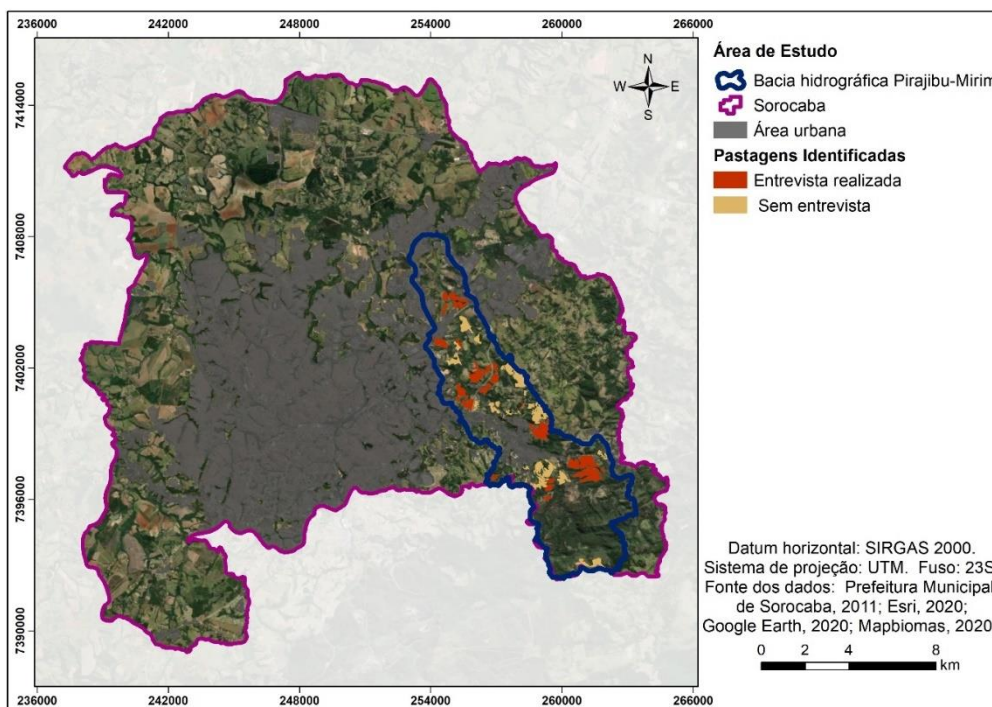 236000 242000 248000 254000 260000 266000
7414000
7408000
7402000
7396000
7390000
N
W E
S
Área de Estudo
Bacia hidrográfica Pirajibu-Mirim
Sorocaba
Área urbana
Pastagens Identificadas
Entrevista realizada
Sem entrevista
Datum horizontal: SIRGAS 2000.
Sistema de projeção: UTM. Fuso: 23S
Fonte dos dados: Prefeitura Municipal
de Sorocaba, 2011; Esri, 2020;
Google Earth, 2020; Mapbiomas, 2020
0 2 4 8
km
236000 242000 248000 254000 260000 266000